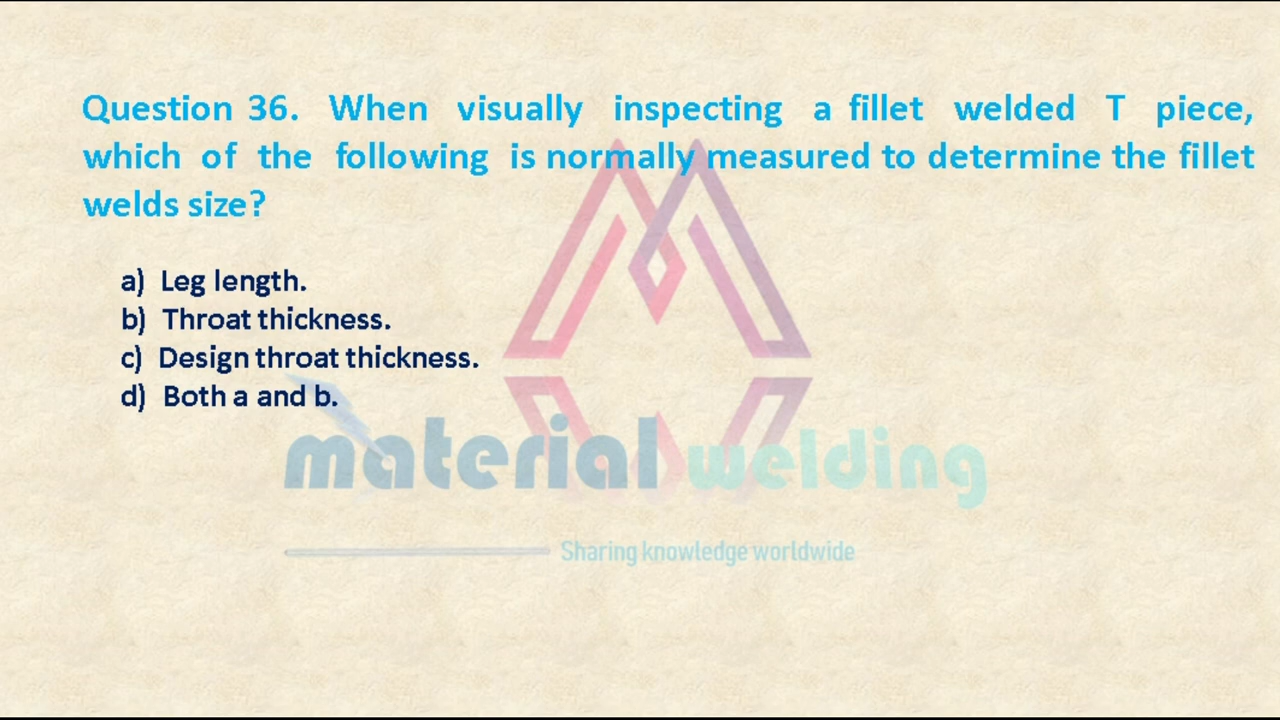 Question 36. When visually inspecting a fillet welded T piece,
which of the following is normally measured to determine the fillet
welds size?
a) Leg length.
b) Throat thickness.
c) Design throat thickness.
d) Both a and b.
material welding
Sharing knowledge worldwide